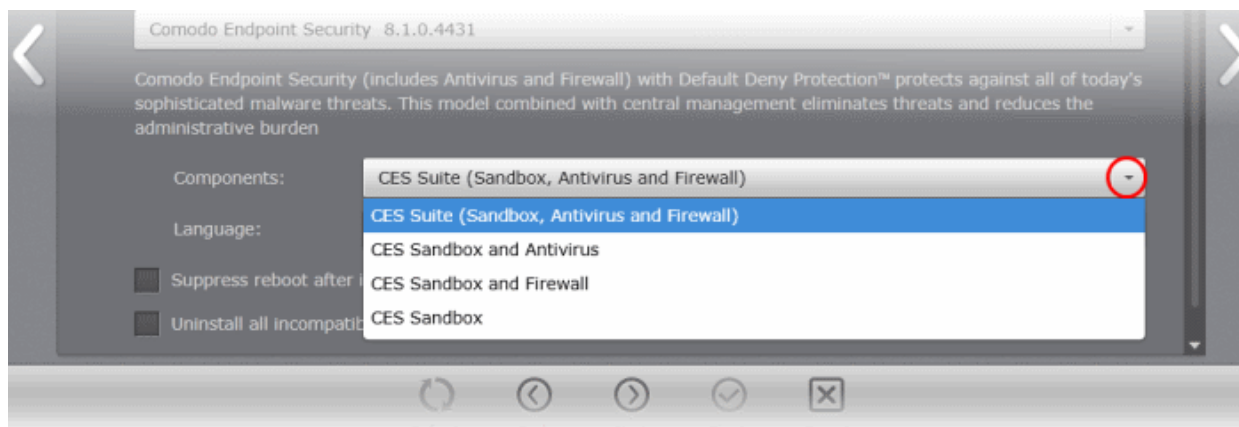 Comodo Endpoint Security 8.1.0.4431
Comodo Endpoint Security (includes Antivirus and Firewall) with Default Deny Protection™ protects against all of today's
sophisticated malware threats. This model combined with central management eliminates threats and reduces the
administrative burden
Components:
CES Suite (Sandbox, Antivirus and Firewall)
CES Suite (Sandbox, Antivirus and Firewall)
Language:
CES Sandbox and Antivirus
Suppress reboot after
CES Sandbox and Firewall
Uninstall all
CES Sandbox